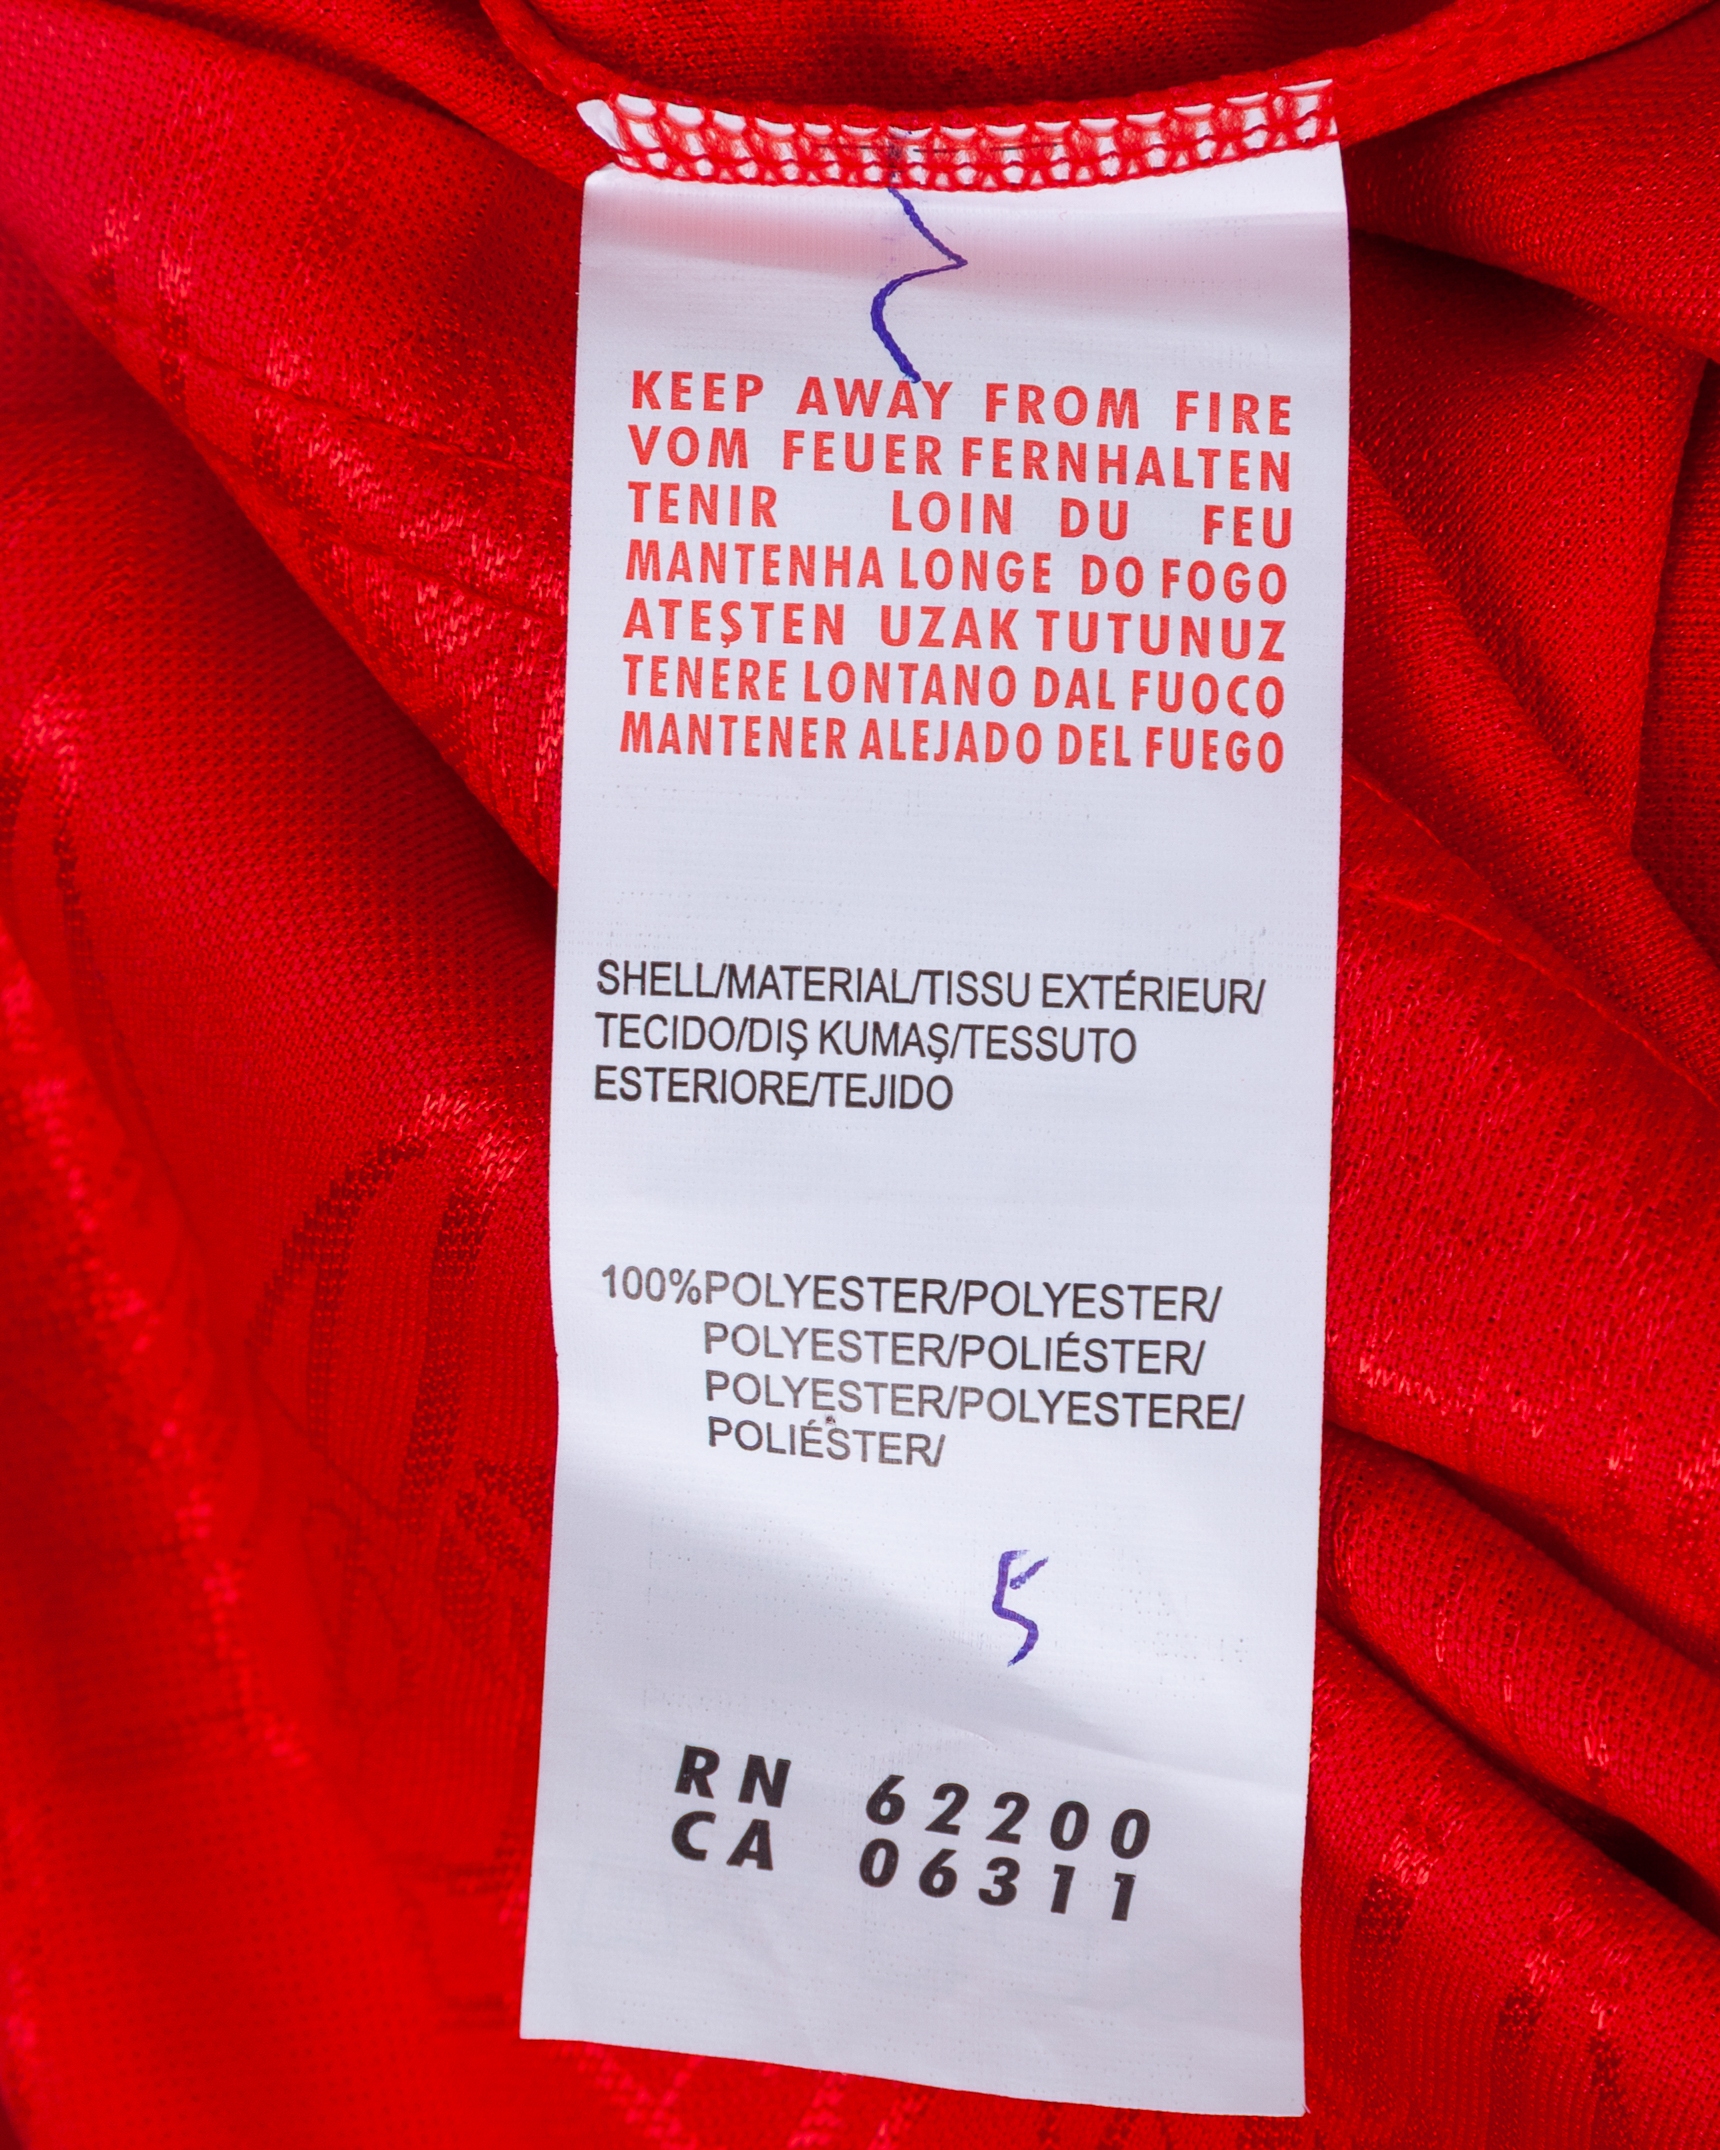 KEEP AWAY FROM FIRE
VOM FEUER FERNHALTEN
TENIR LOIN DU FEU
MANTENHA LONGE DO FOGO
ATEŞTEN UZAK TUTUNUZ
TENERE LONTANO DAL FUOCO
MANTENER ALEJADO DEL FUEGO
SHELL/MATERIAL/TISSU EXTÉRIEUR/
TECIDO/DIŞ KUMAŞ/TESSUTO
ESTERIORE/TEJIDO
100%POLYESTER/POLYESTER/
POLYESTER/POLIÉSTER/
POLYESTER/POLYESTERE/
POLIÉSTER/
5
RN 62200
CA 06311